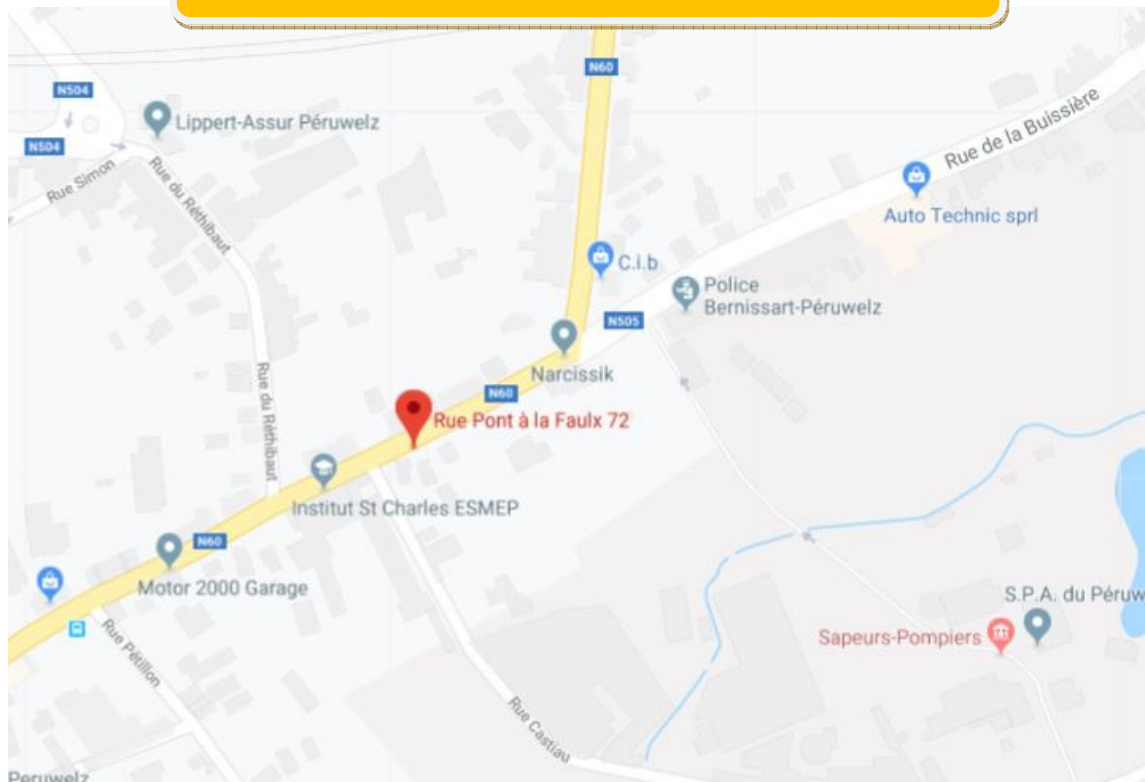 N60
N504
Lippert-Assur Péruwelz
N504
Rue Simon
Rue du Réthibaut
Rue de la Buissière
Auto Technic sprl
C.i.b
Police
Bernissart-Péruwelz
N505
Narcissik
Rue du Réthibaut
N60
Rue Pont à la Faulx 72
Institut St Charles ESMEP
N60
Motor 2000 Garage
S.P.A. du Péruw
Rue Pétillon
Sapeurs-Pompiers
Rue Castiau
Peruwelz